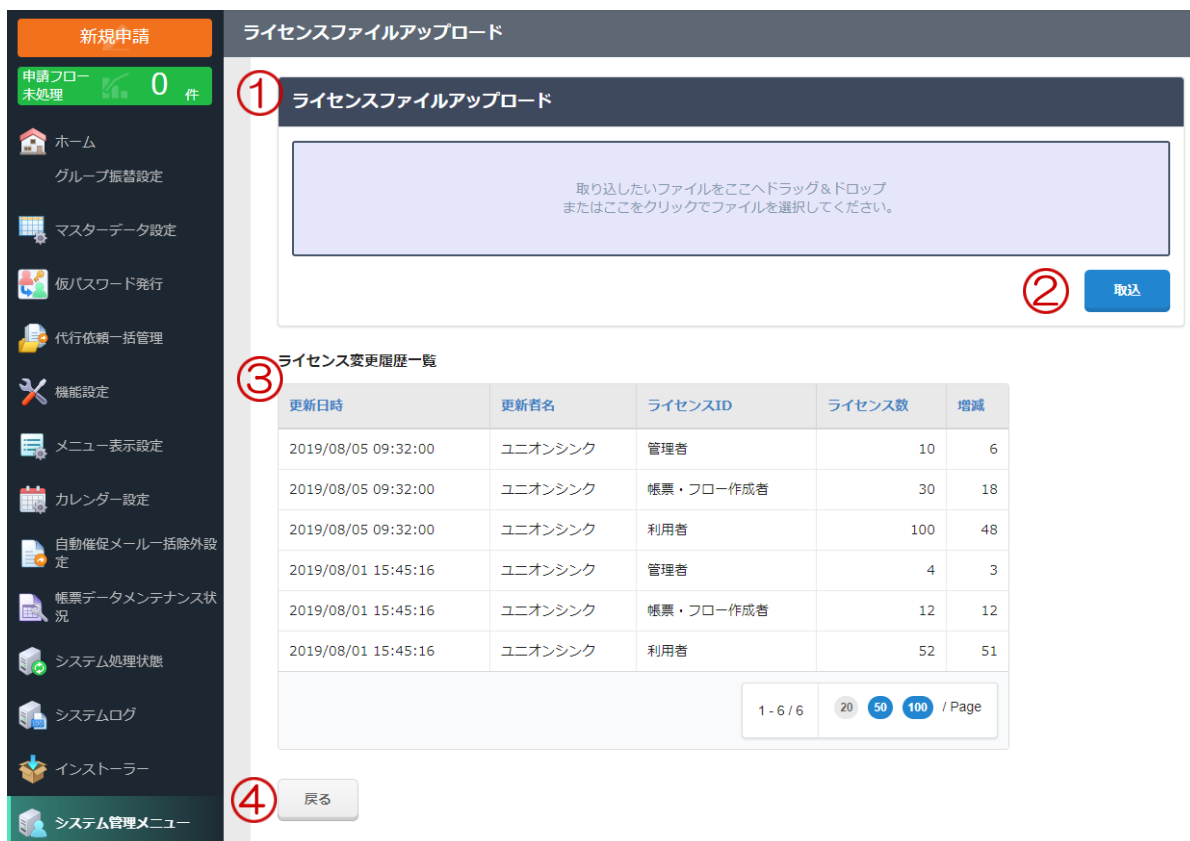 新規申請
申請フロー
未処理
0 件
ホーム
グループ振替設定
マスターデータ設定
仮パスワード発行
代行依頼一括管理
機能設定
メニュー表示設定
カレンダー設定
自動催促メール一括除外設
定
帳票データメンテナンス状
況
システム処理状態
システムログ
インストーラー
システム管理メニュー
ライセンスファイルアップロード
① ライセンスファイルアップロード
取り込したいファイルをここへドラッグ&ドロップ
またはここをクリックでファイルを選択してください。
② 取込
ライセンス変更履歴一覧
③
更新日時 更新者名 ライセンスID ライセンス数 増減
2019/08/05 09:32:00 ユニオンシンク 管理者 10 6
2019/08/05 09:32:00 ユニオンシンク 帳票・フロー作成者 30 18
2019/08/05 09:32:00 ユニオンシンク 利用者 100 48
2019/08/01 15:45:16 ユニオンシンク 管理者 4 3
2019/08/01 15:45:16 ユニオンシンク 帳票・フロー作成者 12 12
2019/08/01 15:45:16 ユニオンシンク 利用者 52 51
1 - 6 / 6 20 50 100 / Page
④ 戻る